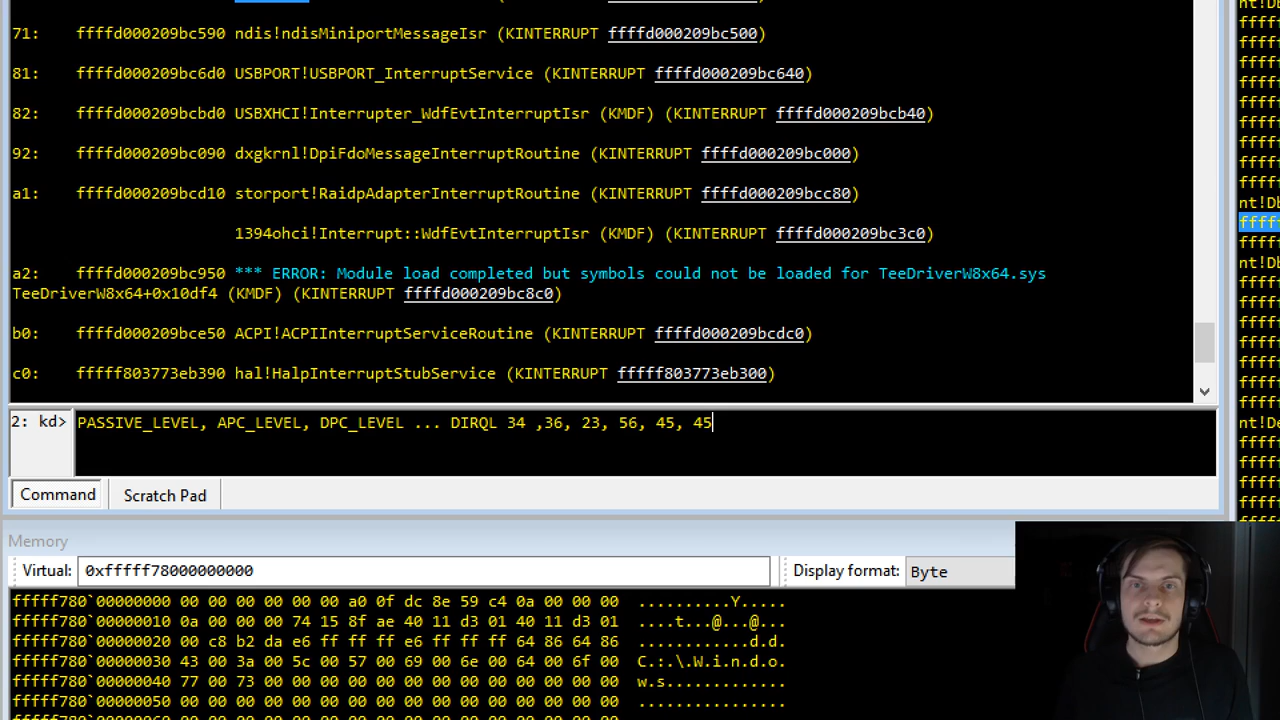 71: ffffd000209bc590 ndis!ndisMiniportMessageIsr (KINTERRUPT ffffd000209bc500)
81: ffffd000209bc6d0 USBPORT!USBPORT_InterruptService (KINTERRUPT ffffd000209bc640)
82: ffffd000209bcbd0 USBXHCI!Interrupter_WdfEvtInterruptIsr (KMDF) (KINTERRUPT ffffd000209bcb40)
92: ffffd000209bc090 dxgkrnl!DpiFdoMessageInterruptRoutine (KINTERRUPT ffffd000209bc000)
a1: ffffd000209bcd10 storport!RaidpAdapterInterruptRoutine (KINTERRUPT ffffd000209bcc80)
1394ohci!Interrupt::WdfEvtInterruptIsr (KMDF) (KINTERRUPT ffffd000209bc3c0)
a2: ffffd000209bc950 *** ERROR: Module load completed but symbols could not be loaded for TeeDriverW8x64.sys
TeeDriverW8x64+0x10df4 (KMDF) (KINTERRUPT ffffd000209bc8c0)
b0: ffffd000209bce50 ACPI!ACPIInterruptServiceRoutine (KINTERRUPT ffffd000209bcdc0)
c0: fffff803773eb390 hal!HalpInterruptStubService (KINTERRUPT fffff803773eb300)
2: kd> PASSIVE_LEVEL, APC_LEVEL, DPC_LEVEL ... DIRQL 34 ,36, 23, 56, 45, 45
Command Scratch Pad
Memory
Virtual: 0xfffff78000000000 Display format: Byte
fffff780`00000000 00 00 00 00 00 00 a0 0f dc 8e 59 c4 0a 00 00 00 ..........Y.....
fffff780`00000010 0a 00 00 00 74 15 8f ae 40 11 d3 01 40 11 d3 01 ....t...@...@...
fffff780`00000020 00 c8 b2 da e6 ff ff ff e6 ff ff ff 64 86 64 86 ............d.d.
fffff780`00000030 43 00 3a 00 5c 00 57 00 69 00 6e 00 64 00 6f 00 C.:.\.W.i.n.d.o.
fffff780`00000040 77 00 73 00 00 00 00 00 00 00 00 00 00 00 00 00 w.s.............
fffff780`00000050 00 00 00 00 00 00 00 00 00 00 00 00 00 00 00 00 ................